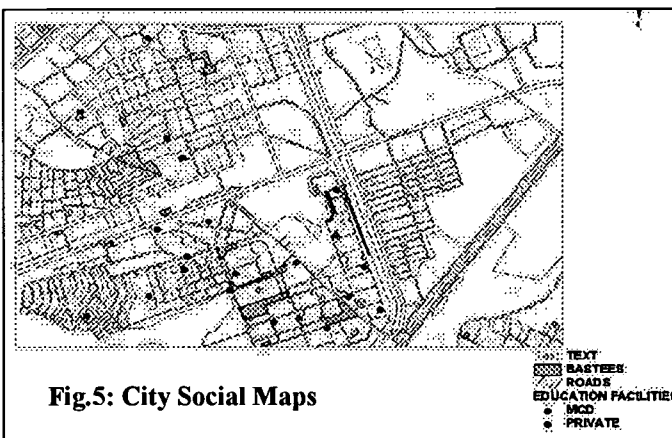 Fig.5: City Social Maps
TEXT
BASTEES
ROADS
EDUCATION FACILITIES
MCD
PRIVATE